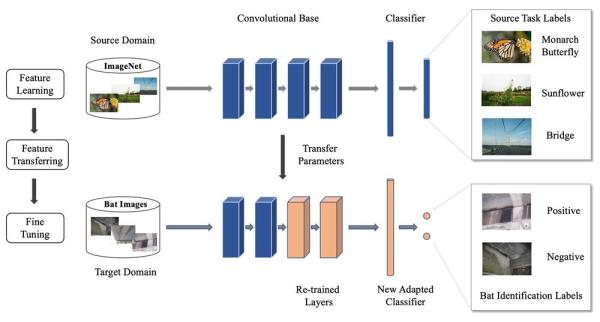 Convolutional Base
Classifier
Source Task Labels
Source Domain
ImageNet
Monarch
Butterfly
Sunflower
Bridge
Feature
Learning
Feature
Transferring
Fine
Tuning
Transfer
Parameters
Bat Images
Target Domain
Re-trained
Layers
New Adapted
Classifier
Positive
Negative
Bat Identification Labels